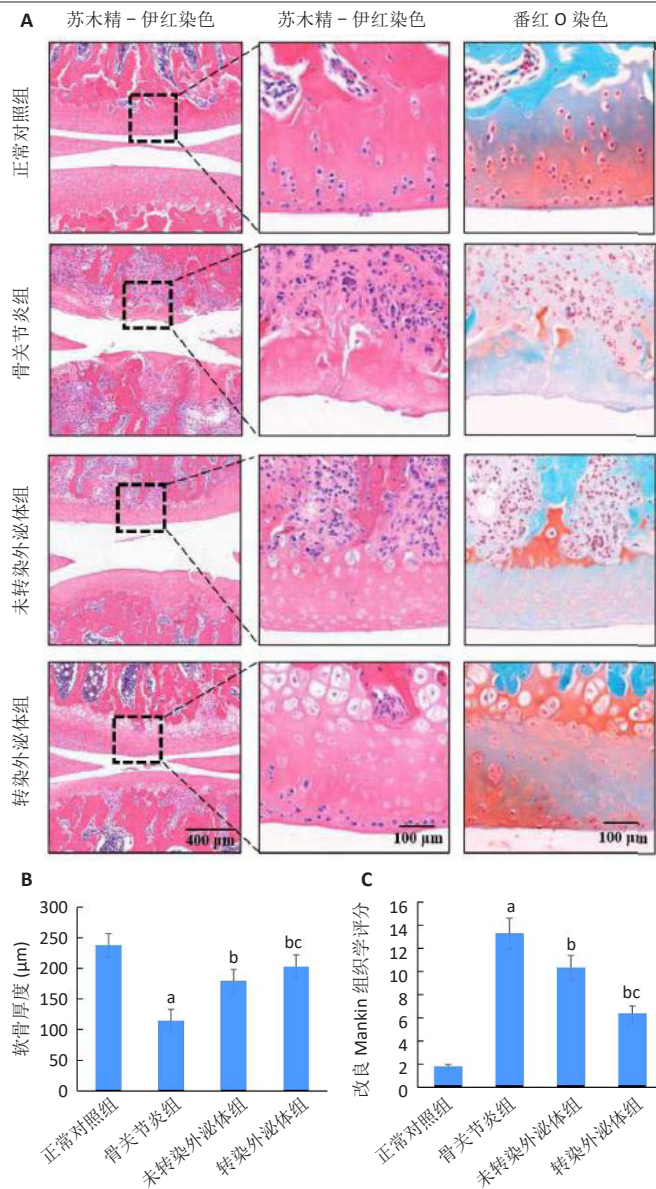 A
苏木精 – 伊红染色
苏木精 – 伊红染色
番红 O 染色
正常对照组
骨关节炎组
未转染外泌体组
转染外泌体组
400 μm
100 μm
100 μm
B
软骨厚度 (μm)
300
250
200
150
100
50
0
a
b
bc
正常对照组
骨关节炎组
未转染外泌体组
转染外泌体组
C
改良 Mankin 组织学评分
16
14
12
10
8
6
4
2
0
a
b
bc
正常对照组
骨关节炎组
未转染外泌体组
转染外泌体组